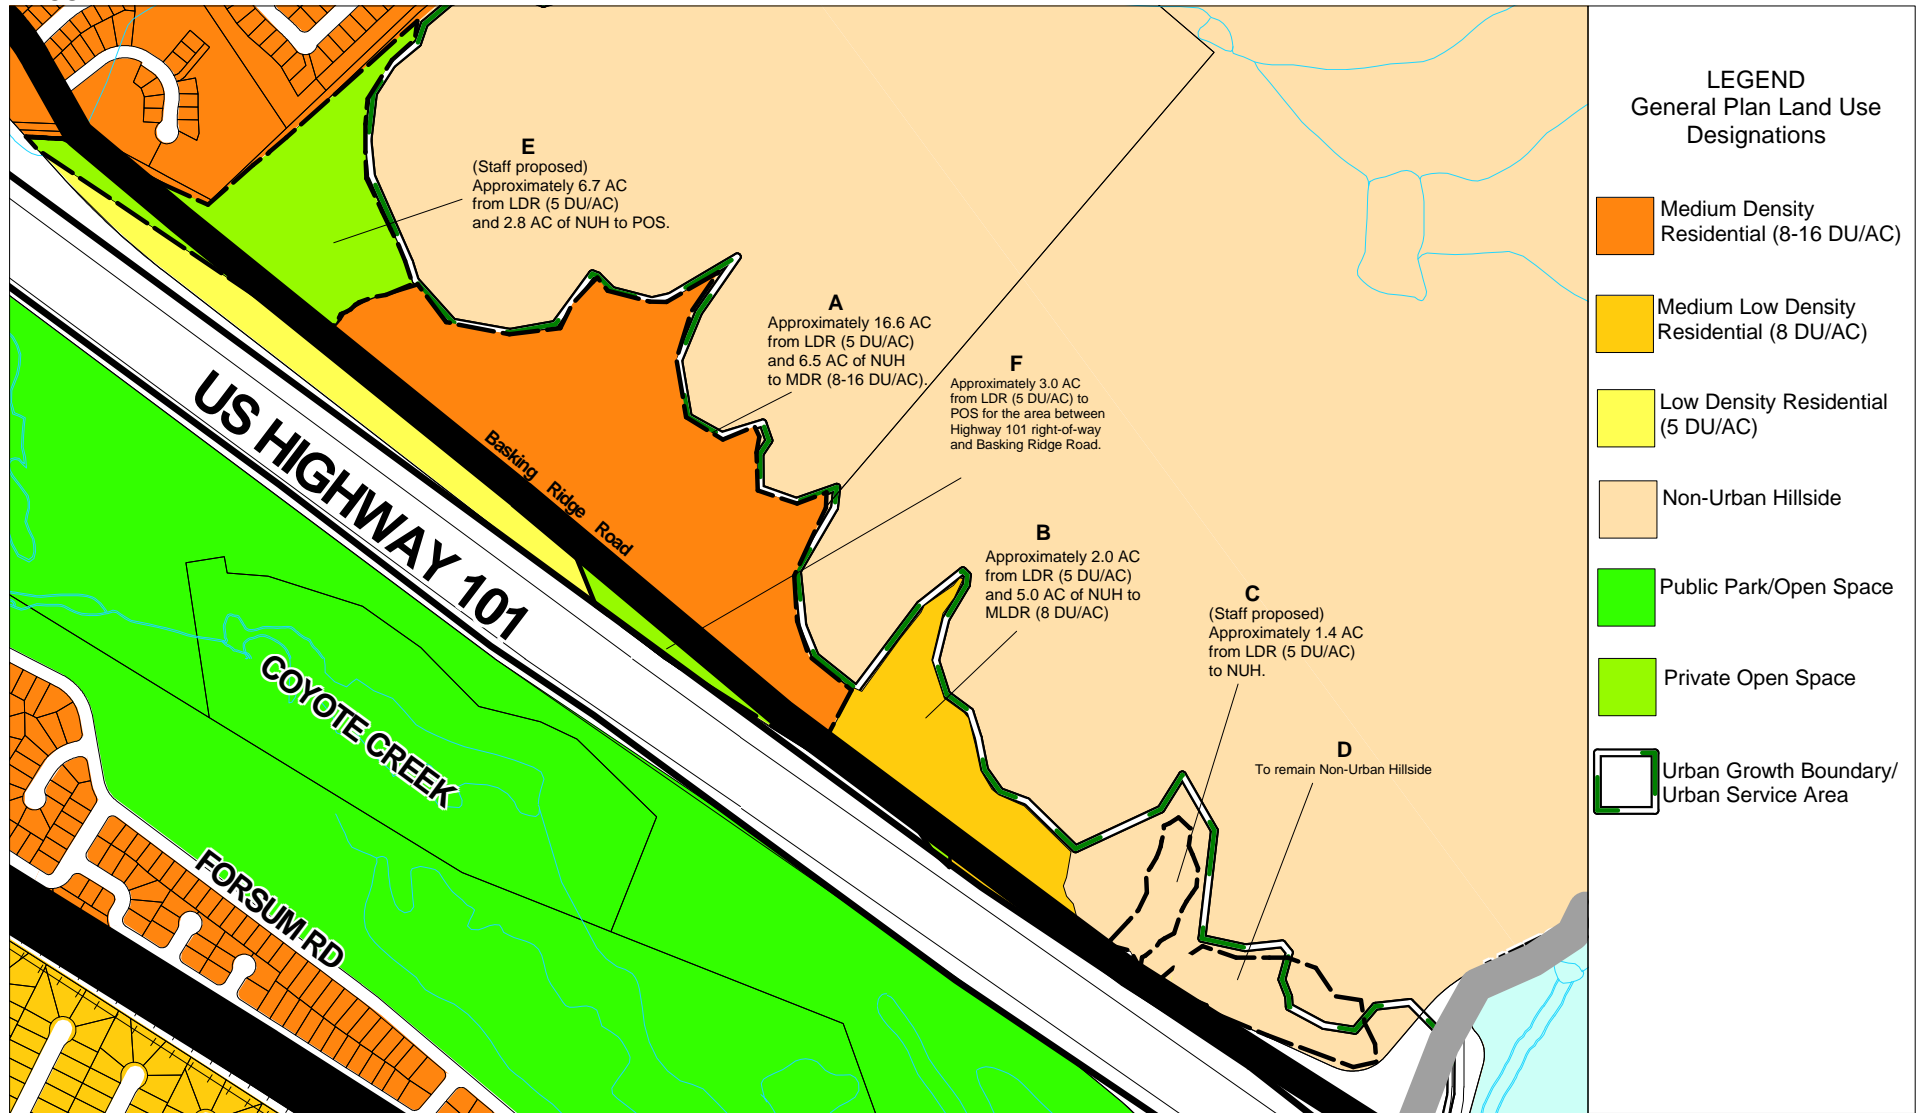 E
(Staff proposed)
Approximately 6.7 AC
from LDR (5 DU/AC)
and 2.8 AC of NUH to POS.
A
Approximately 16.6 AC
from LDR (5 DU/AC)
and 6.5 AC of NUH
to MDR (8-16 DU/AC).
F
Approximately 3.0 AC
from LDR (5 DU/AC) to
POS for the area between
Highway 101 right-of-way
and Basking Ridge Road.
B
Approximately 2.0 AC
from LDR (5 DU/AC)
and 5.0 AC of NUH to
MLDR (8 DU/AC)
C
(Staff proposed)
Approximately 1.4 AC
from LDR (5 DU/AC)
to NUH.
D
To remain Non-Urban Hillside
Basking Ridge Road
US HIGHWAY 101
COYOTE CREEK
FORSUM RD
LEGEND
General Plan Land Use
Designations
Medium Density
Residential (8-16 DU/AC)
Medium Low Density
Residential (8 DU/AC)
Low Density Residential
(5 DU/AC)
Non-Urban Hillside
Public Park/Open Space
Private Open Space
Urban Growth Boundary/
Urban Service Area